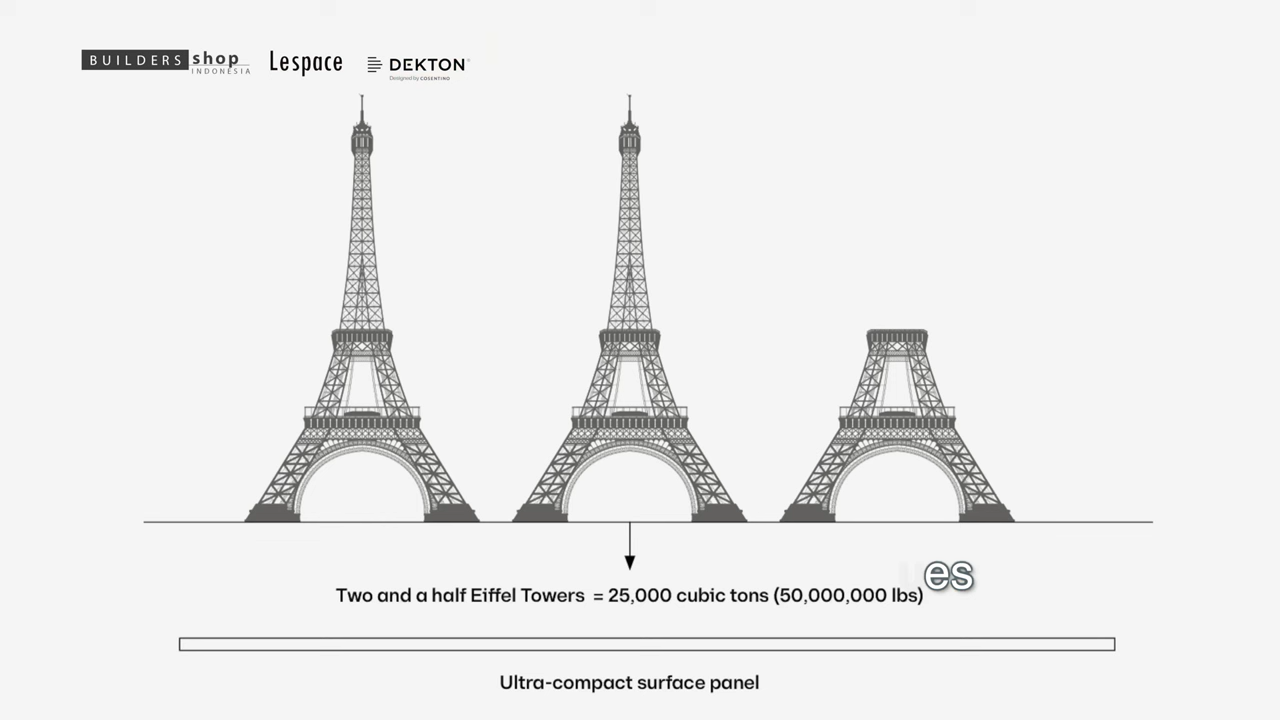 BUILDERS shop
INDONESIA
Lespace
DEKTON
Designed by COSENTINO
es
Two and a half Eiffel Towers = 25,000 cubic tons (50,000,000 lbs)
Ultra-compact surface panel